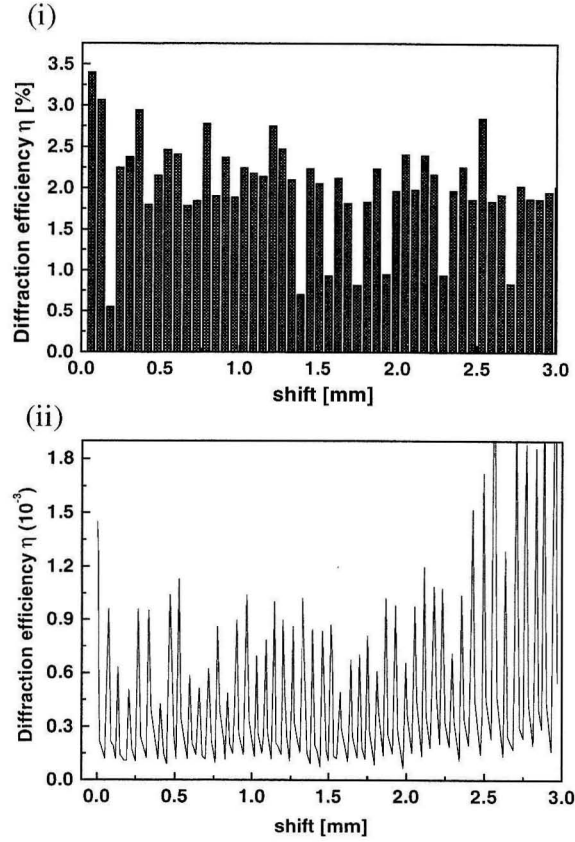 (i)
Diffraction efficiency η [%]
3.5
3.0
2.5
2.0
1.5
1.0
0.5
0.0
0.0 0.5 1.0 1.5 2.0 2.5 3.0
shift [mm]
(ii)
Diffraction efficiency η (10⁻³)
1.8
1.5
1.2
0.9
0.6
0.3
0.0
0.0 0.5 1.0 1.5 2.0 2.5 3.0
shift [mm]